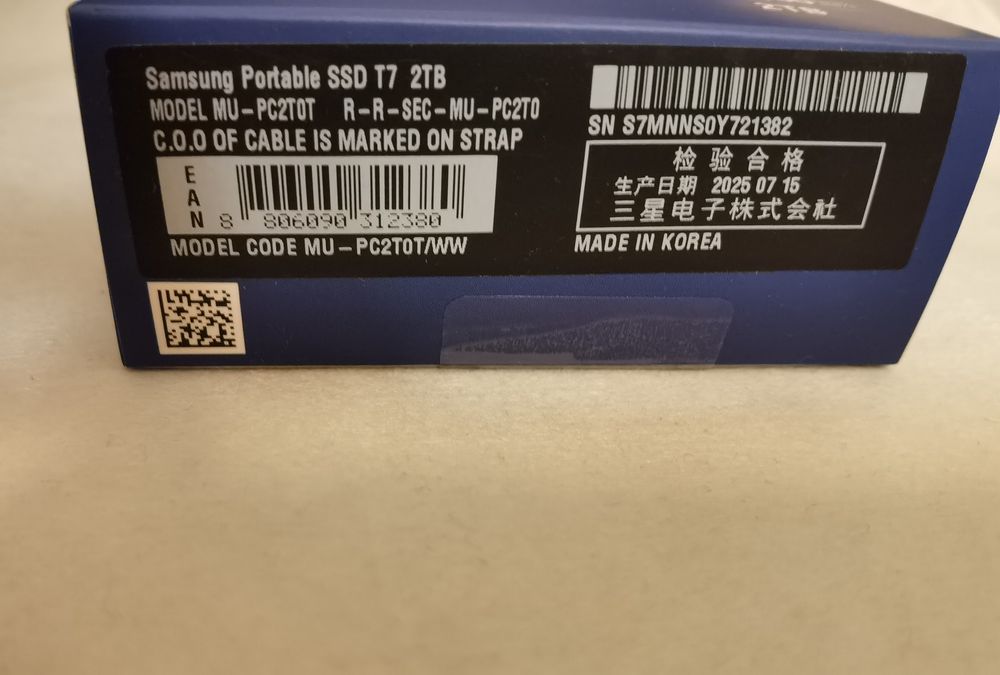 Samsung Portable SSD T7 2TB
MODEL MU-PC2T0T R-R-SEC-MU-PC2T0
C.O.O OF CABLE IS MARKED ON STRAP
EAN
8 806090 312380
MODEL CODE MU-PC2T0T/WW
SN S7MNNS0Y721382
检验合格
生产日期 2025 07 15
三星电子株式会社
MADE IN KOREA